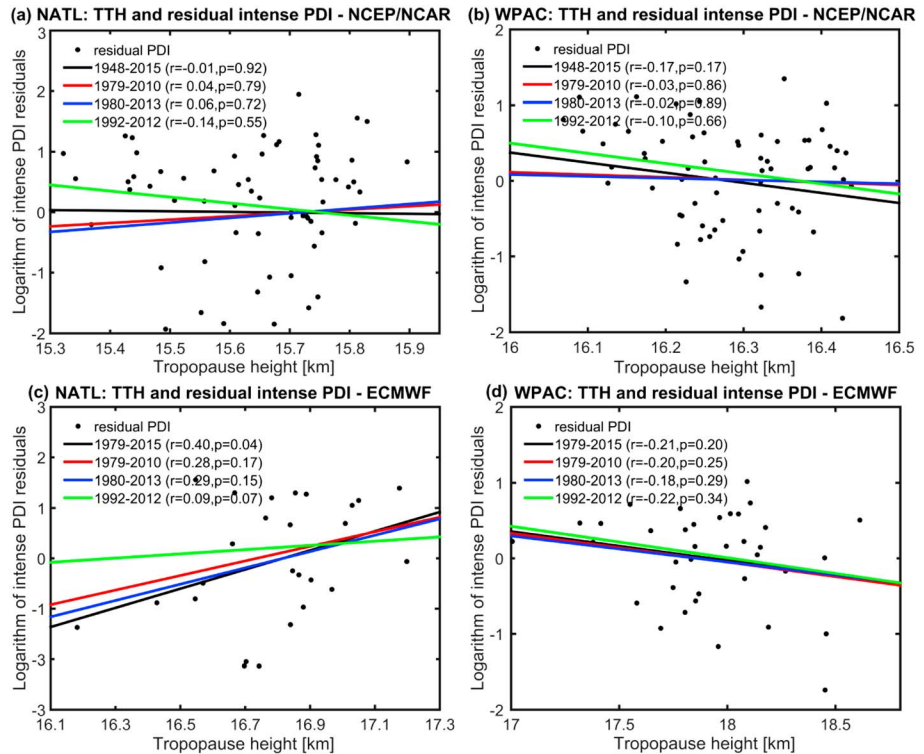 (a) NATL: TTH and residual intense PDI - NCEP/NCAR
3
2
1
0
-1
-2
Logarithm of intense PDI residuals
residual PDI
1948-2015 (r=-0.01,p=0.92)
1979-2010 (r= 0.04,p=0.79)
1980-2013 (r= 0.06,p=0.72)
1992-2012 (r=-0.14,p=0.55)
15.3 15.4 15.5 15.6 15.7 15.8 15.9
Tropopause height [km]
(b) WPAC: TTH and residual intense PDI - NCEP/NCAR
2
1
0
-1
-2
Logarithm of intense PDI residuals
residual PDI
1948-2015 (r=-0.17,p=0.17)
1979-2010 (r=-0.03,p=0.86)
1980-2013 (r=-0.02,p=0.89)
1992-2012 (r=-0.10,p=0.66)
16 16.1 16.2 16.3 16.4 16.5
Tropopause height [km]
(c) NATL: TTH and residual intense PDI - ECMWF
3
2
1
0
-1
-3
-3
Logarithm of intense PDI residuals
residual PDI
1979-2015 (r=0.40,p=0.04)
1979-2010 (r=0.28,p=0.17)
1980-2013 (r=0.29,p=0.15)
1992-2012 (r=0.09,p=0.07)
16.1 16.3 16.5 16.7 16.9 17.1 17.3
Tropopause height [km]
(d) WPAC: TTH and residual intense PDI - ECMWF
2
1
0
-1
-2
Logarithm of intense PDI residuals
residual PDI
1979-2015 (r=-0.21,p=0.20)
1979-2010 (r=-0.20,p=0.25)
1980-2013 (r=-0.18,p=0.29)
1992-2012 (r=-0.22,p=0.34)
17 17.5 18 18.5
Tropopause height [km]